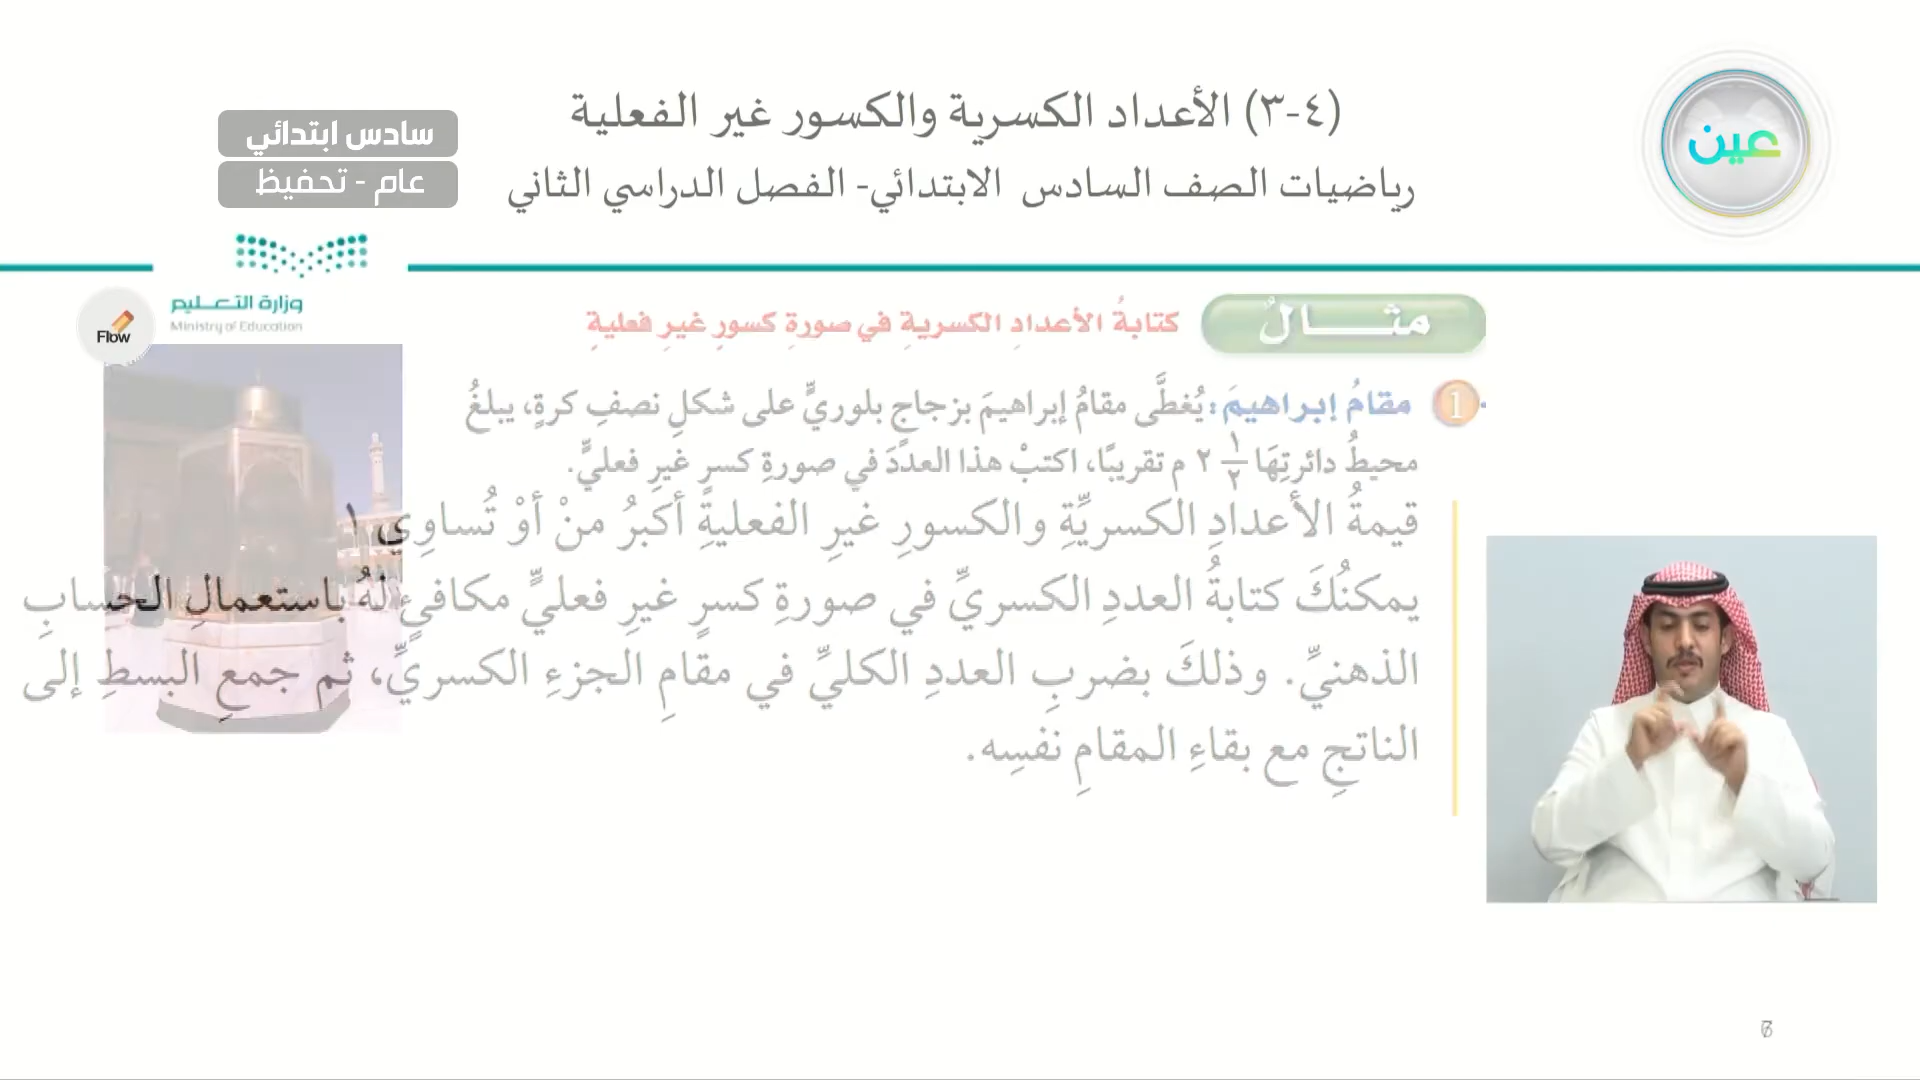 (٤-٣) الأعداد الكسرية والكسور غير الفعلية
رياضيات الصف السادس الابتدائي- الفصل الدراسي الثاني
سادس ابتدائي
عام - تحفيظ
عين
وزارة التعليم
Ministry of Education
Flow
مثالٌ
كتابةُ الأعدادِ الكسريةِ في صورةِ كسورٍ غيرِ فعليةٍ
1 مقامُ إبراهيمَ: يُغطَّى مقامُ إبراهيمَ بزجاجٍ بلوريٍّ على شكلِ نصفِ كرةٍ، يبلغُ
محيطُ دائرتِهَا ٢ ١/٢ م تقريبًا، اكتبْ هذا العددَ في صورةِ كسرٍ غيرِ فعليٍّ.
قيمةُ الأعدادِ الكسريِّةِ والكسورِ غيرِ الفعليةِ أكبرُ منْ أوْ تُساوِي ١
يمكنُكَ كتابةُ العددِ الكسريِّ في صورةِ كسرٍ غيرِ فعليٍّ مكافئٍ لهُ باستعمالِ الحسابِ
الذهنيِّ. وذلكَ بضربِ العددِ الكليِّ في مقامِ الجزءِ الكسريِّ، ثم جمعِ البسطِ إلى
الناتجِ مع بقاءِ المقامِ نفسِه.